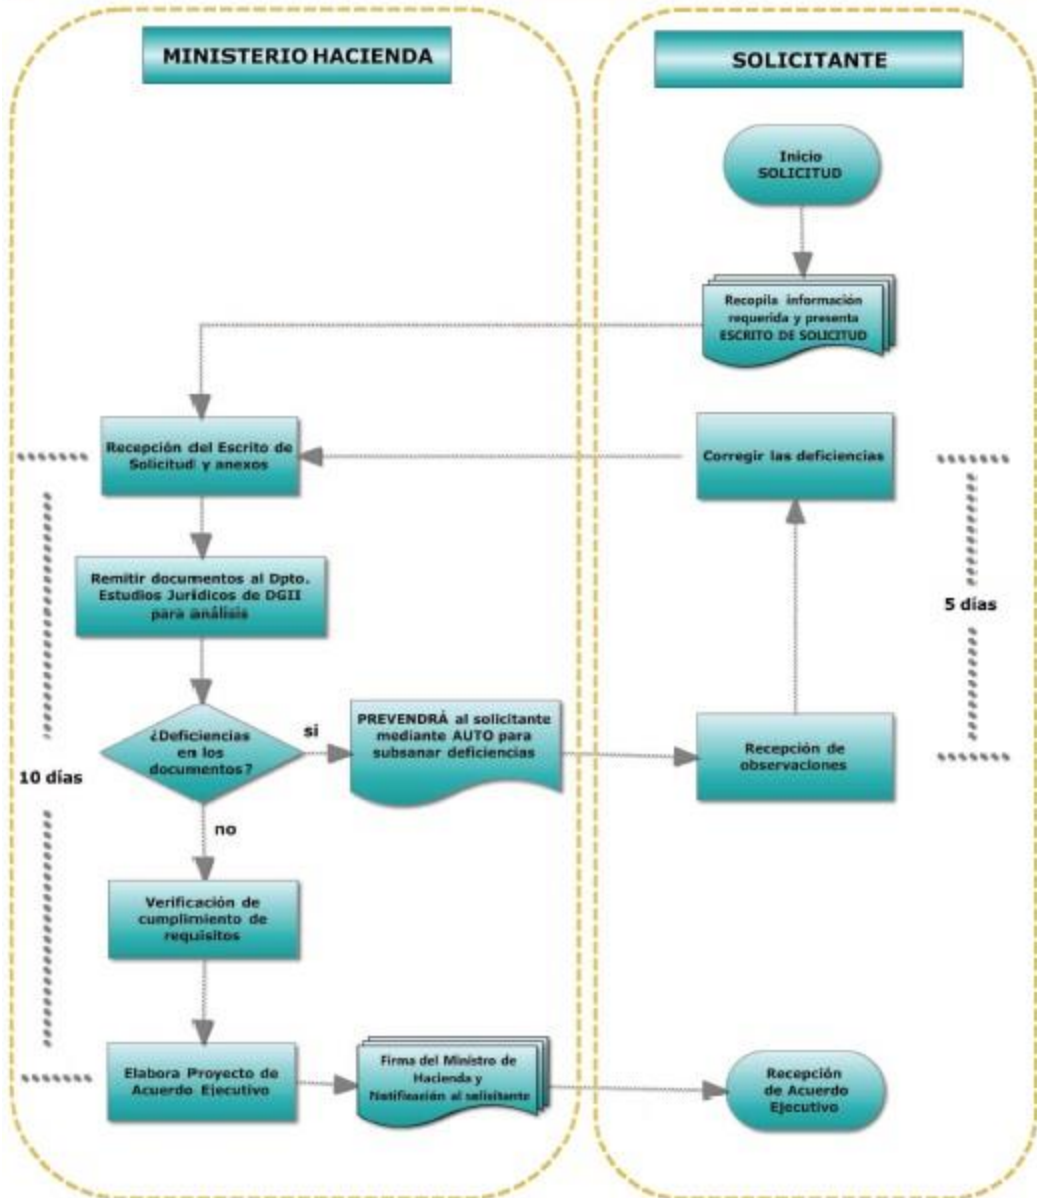 MINISTERIO HACIENDA
SOLICITANTE
Inicio
SOLICITUD
Recopila información
requerida y presenta
ESCRITO DE SOLICITUD
Recepción del Escrito de
Solicitud y anexos
Corregir las deficiencias
Remitir documentos al Dpto.
Estudios Jurídicos de DGII
para análisis
5 días
¿Deficiencias
en los
documentos?
si
PREVENDRÁ al solicitante
mediante AUTO para
subsanar deficiencias
Recepción de
observaciones
10 días
no
Verificación de
cumplimiento de
requisitos
Elabora Proyecto de
Acuerdo Ejecutivo
Firma del Ministro de
Hacienda y
Notificación al solicitante
Recepción
de Acuerdo
Ejecutivo